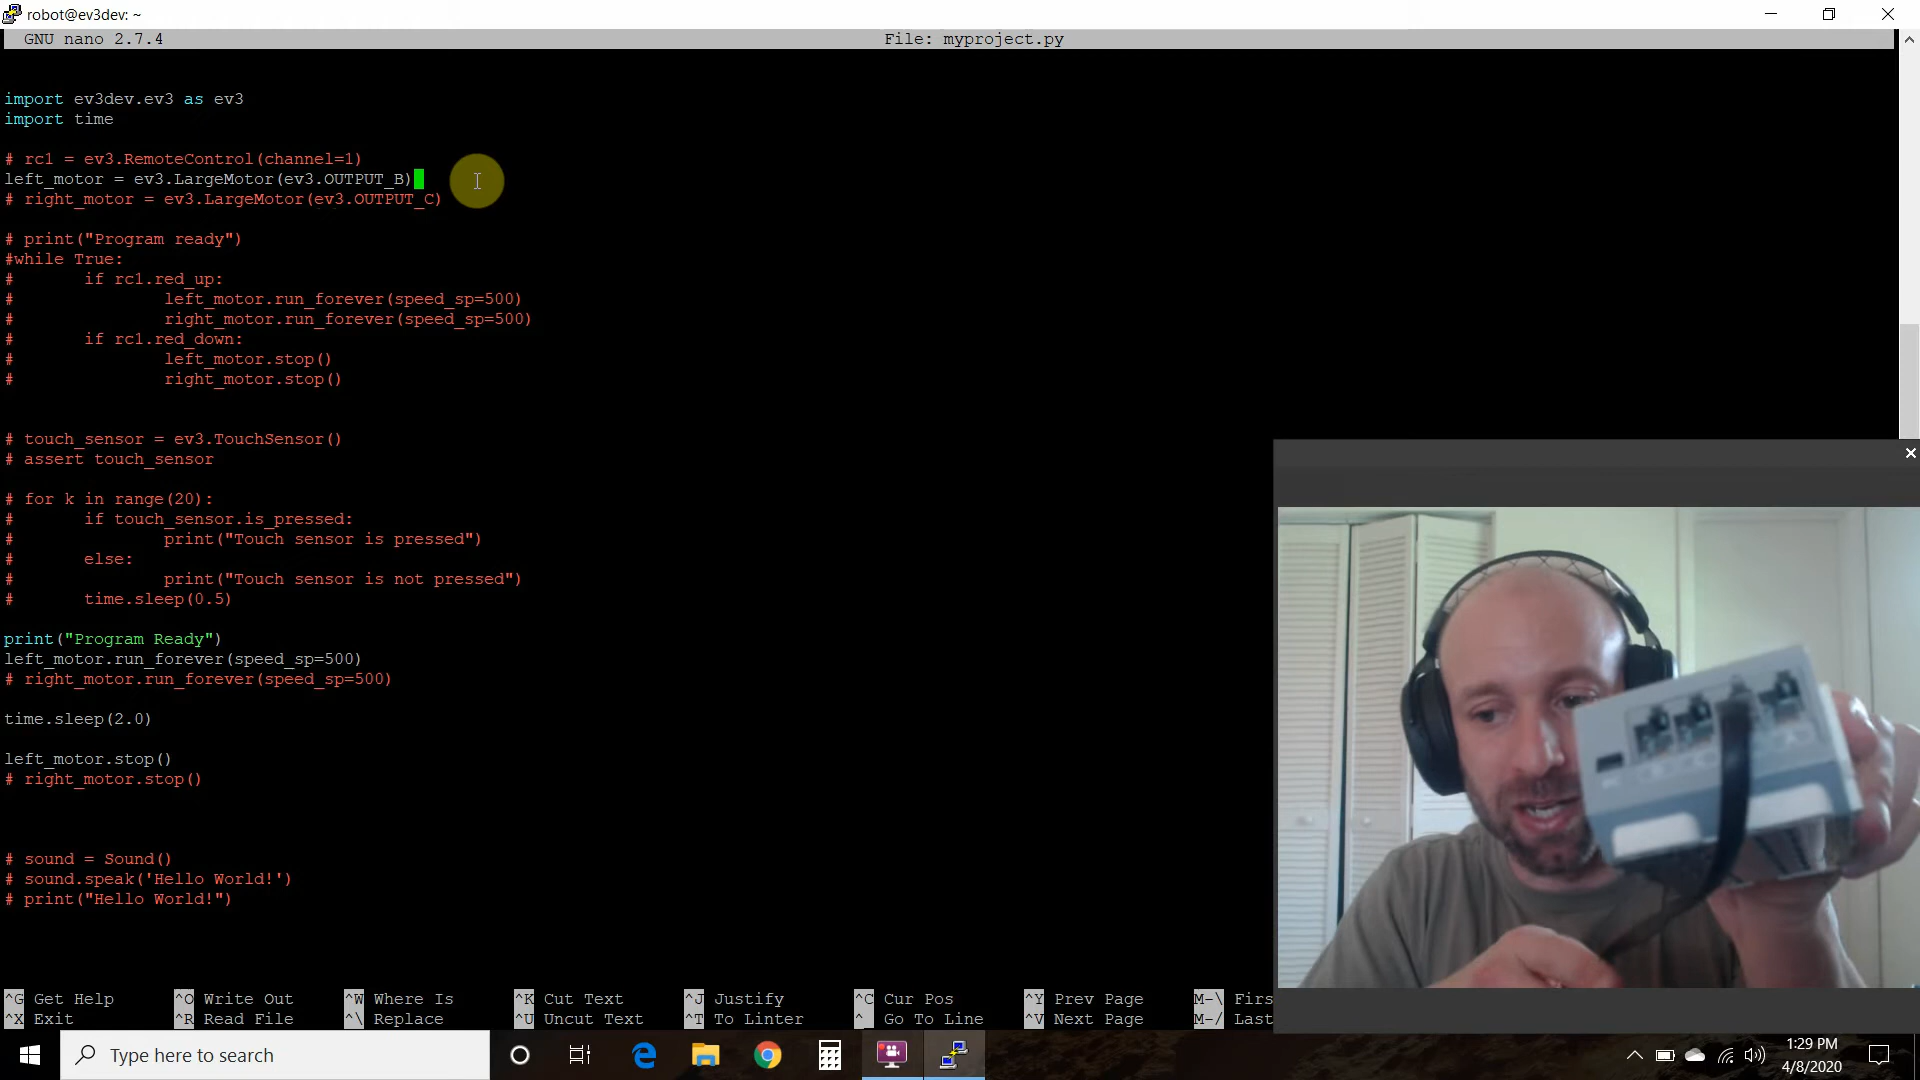 robot@ev3dev: ~
GNU nano 2.7.4 File: myproject.py
import ev3dev.ev3 as ev3
import time
# rc1 = ev3.RemoteControl(channel=1)
left_motor = ev3.LargeMotor(ev3.OUTPUT_B)
# right_motor = ev3.LargeMotor(ev3.OUTPUT_C)
# print("Program ready")
#while True:
# if rc1.red_up:
# left_motor.run_forever(speed_sp=500)
# right_motor.run_forever(speed_sp=500)
# if rc1.red_down:
# left_motor.stop()
# right_motor.stop()
# touch_sensor = ev3.TouchSensor()
# assert touch_sensor
# for k in range(20):
# if touch_sensor.is_pressed:
# print("Touch sensor is pressed")
# else:
# print("Touch sensor is not pressed")
# time.sleep(0.5)
print("Program Ready")
left_motor.run_forever(speed_sp=500)
# right_motor.run_forever(speed_sp=500)
time.sleep(2.0)
left_motor.stop()
# right_motor.stop()
# sound = Sound()
# sound.speak('Hello World!')
# print("Hello World!")
^G Get Help ^O Write Out ^W Where Is ^K Cut Text ^J Justify ^C Cur Pos ^Y Prev Page M-\ Firs
^X Exit ^R Read File ^\ Replace ^U Uncut Text ^T To Linter ^_ Go To Line ^V Next Page M-/ Last
Type here to search
1:29 PM
4/8/2020